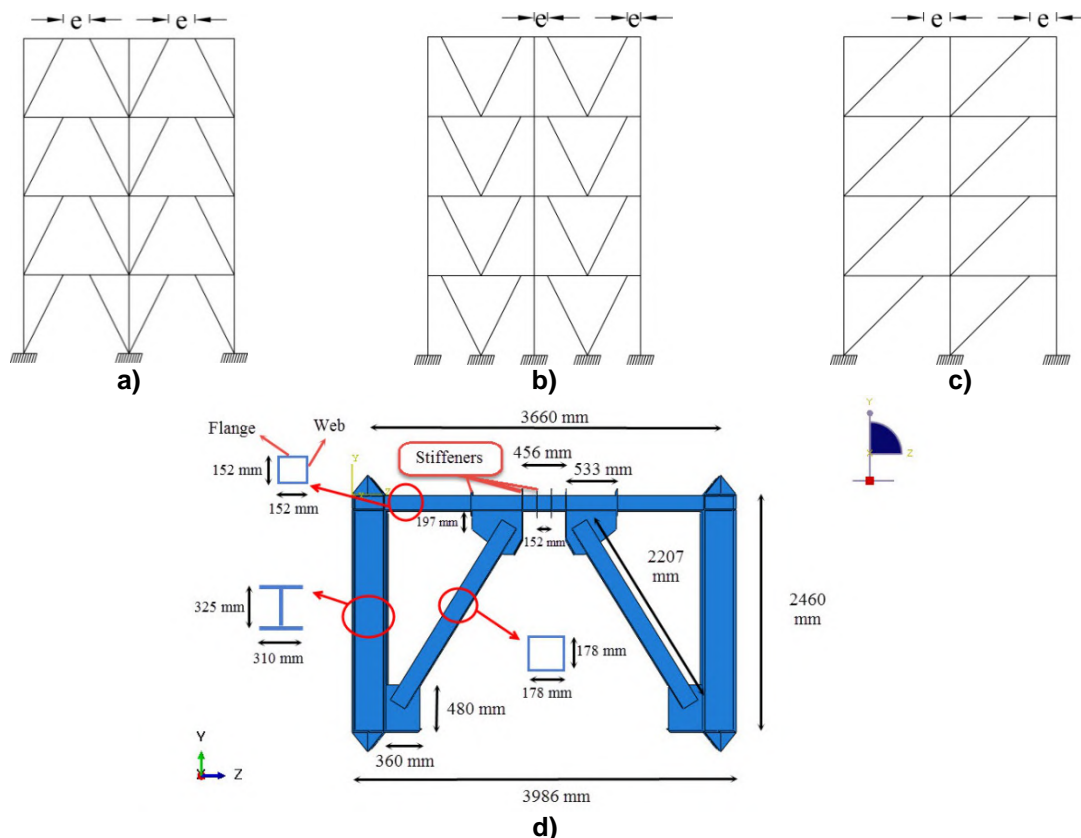 e e
e e
e e
a)
b)
c)
3660 mm
Flange
Web
456 mm
Stiffeners
533 mm
152 mm
152 mm
197 mm
152 mm
2207
mm
2460
mm
325 mm
310 mm
178 mm
178 mm
480 mm
360 mm
3986 mm
Y
Z
Y
Z
Y
X
Z
d)